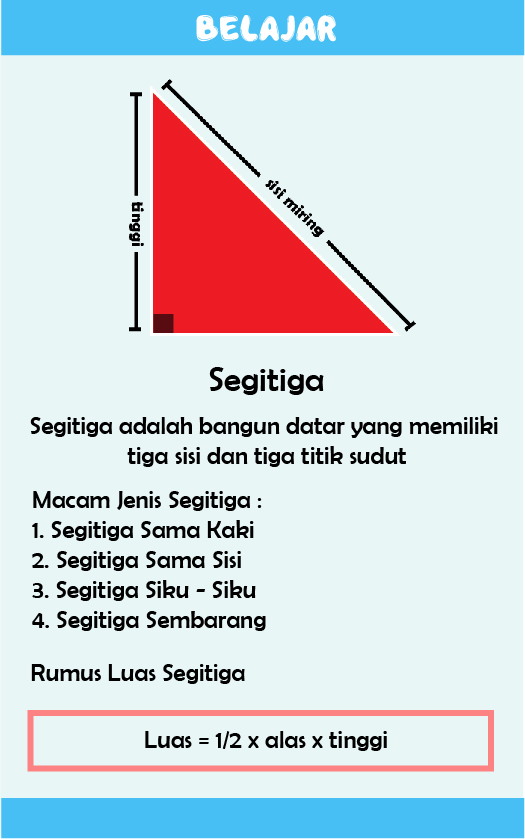 BELAJAR
tinggi
sisi miring
Segitiga
Segitiga adalah bangun datar yang memiliki
tiga sisi dan tiga titik sudut
Macam Jenis Segitiga :
1. Segitiga Sama Kaki
2. Segitiga Sama Sisi
3. Segitiga Siku - Siku
4. Segitiga Sembarang
Rumus Luas Segitiga
Luas = 1/2 x alas x tinggi